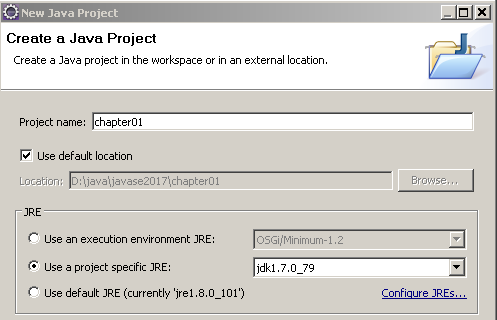 New Java Project
Create a Java Project
Create a Java project in the workspace or in an external location.
Project name: chapter01
Use default location
Location: D:\java\javase2017\chapter01 Browse...
JRE
Use an execution environment JRE: OSGi/Minimum-1.2
Use a project specific JRE: jdk1.7.0_79
Use default JRE (currently 'jre1.8.0_101') Configure JREs...